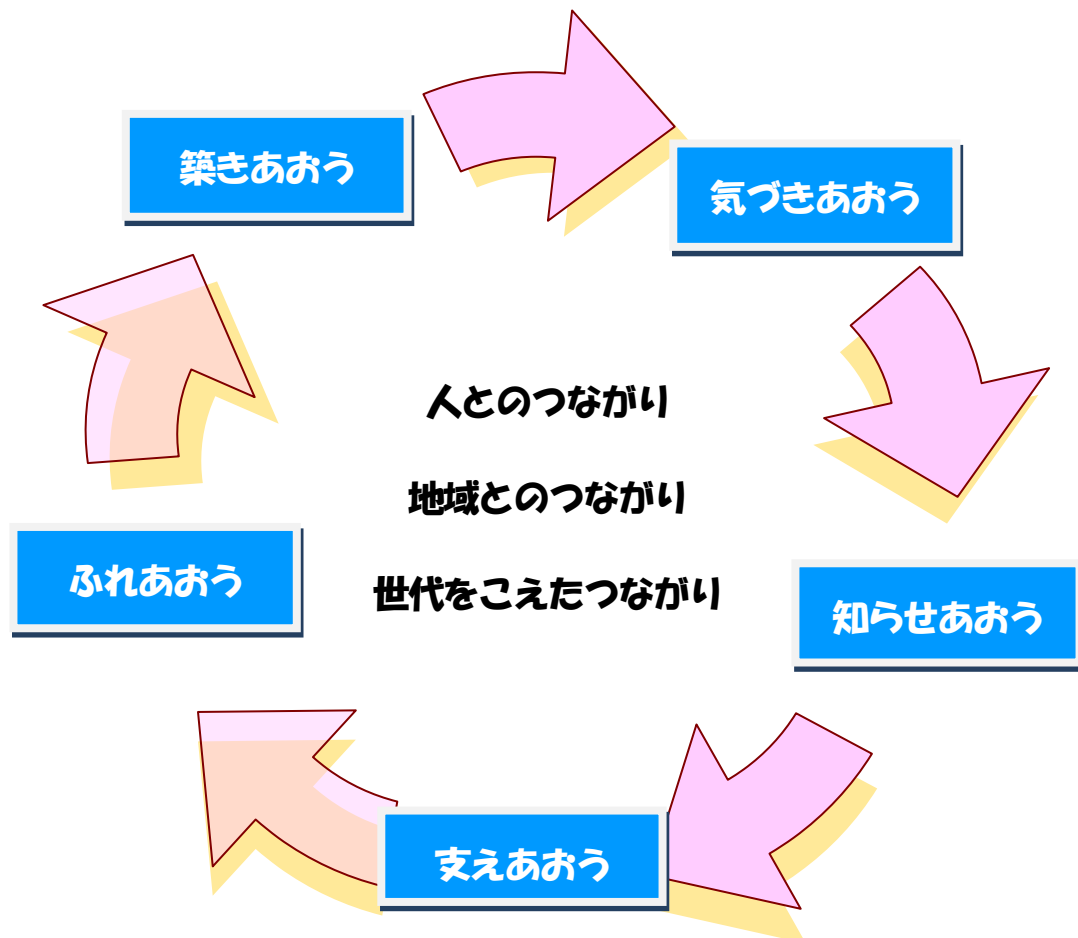 築きあおう
気づきあおう
人とのつながり
地域とのつながり
世代をこえたつながり
ふれあおう
知らせあおう
支えあおう